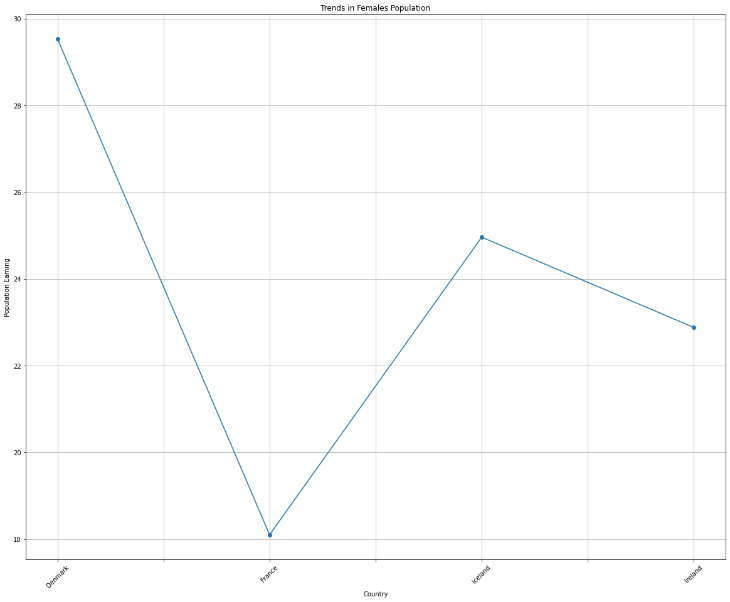 Trends in Females Population
30
28
26
24
22
20
18
Population Earning
Denmark
France
Iceland
Ireland
Country